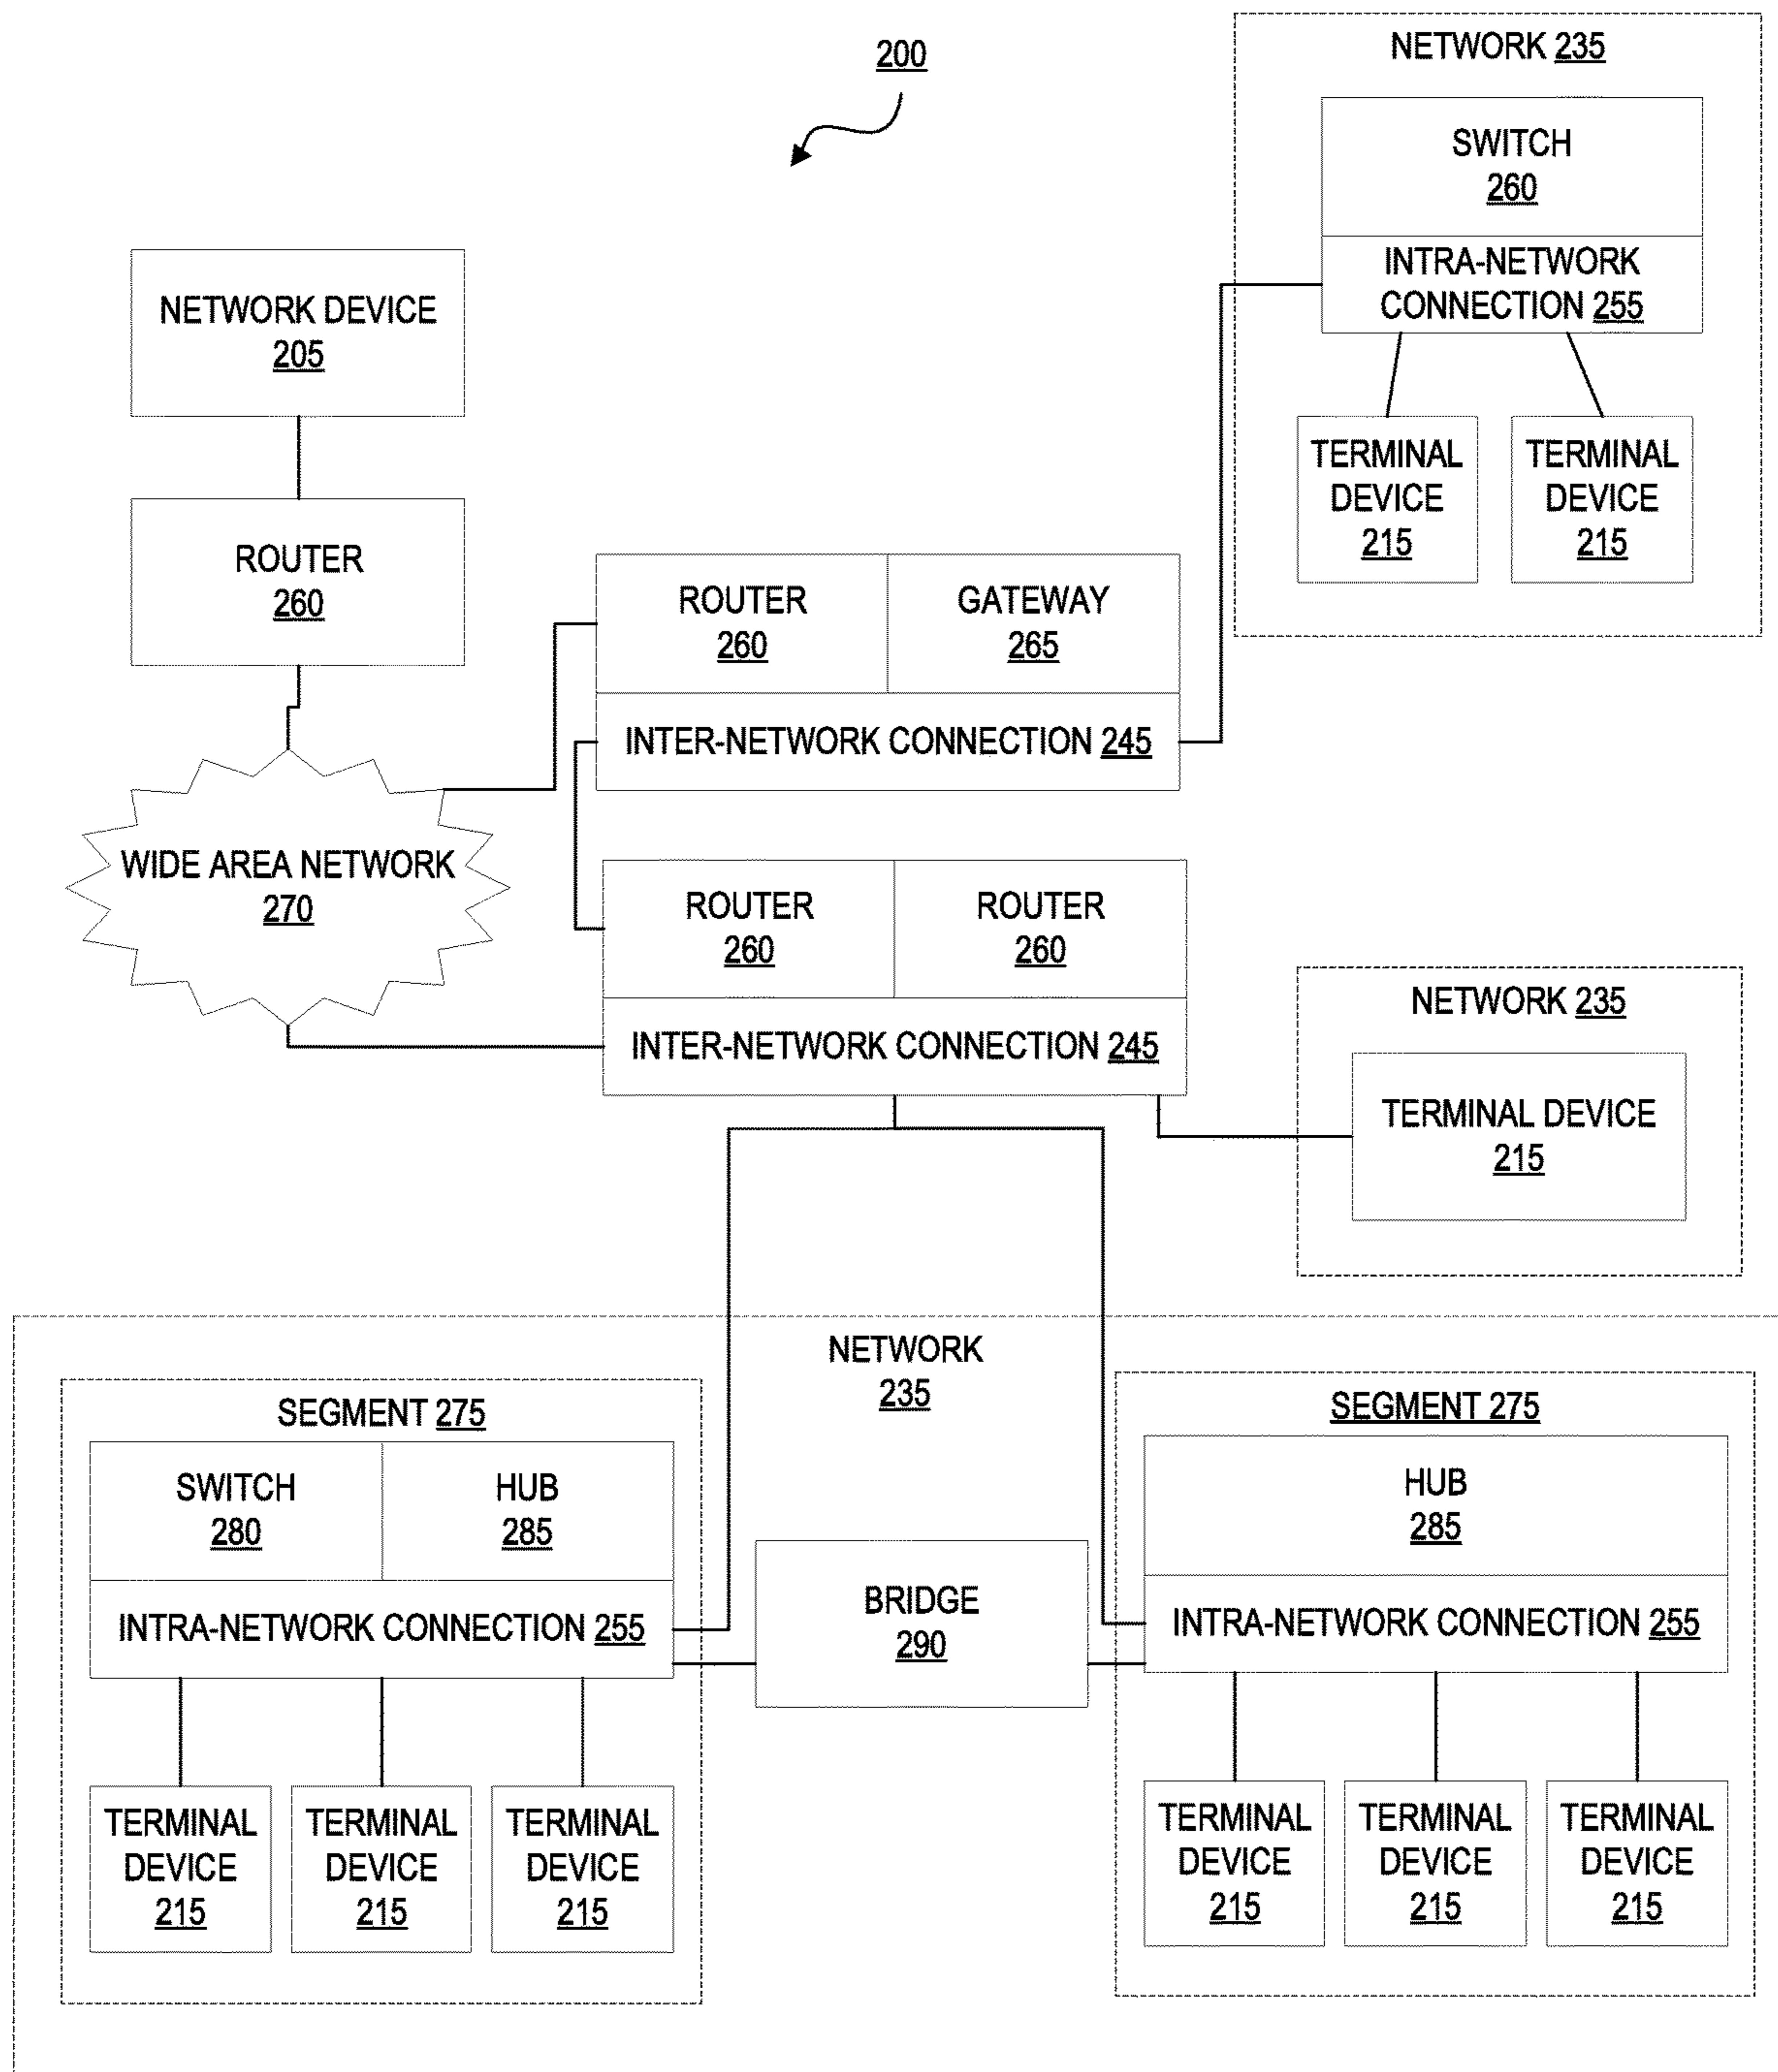 200
NETWORK 235
SWITCH
260
INTRA-NETWORK
CONNECTION 255
TERMINAL
DEVICE
215
TERMINAL
DEVICE
215
NETWORK DEVICE
205
ROUTER
260
ROUTER
260
GATEWAY
265
INTER-NETWORK CONNECTION 245
WIDE AREA NETWORK
270
ROUTER
260
ROUTER
260
INTER-NETWORK CONNECTION 245
NETWORK 235
TERMINAL DEVICE
215
NETWORK
235
SEGMENT 275
SWITCH
280
HUB
285
INTRA-NETWORK CONNECTION 255
TERMINAL
DEVICE
215
TERMINAL
DEVICE
215
TERMINAL
DEVICE
215
BRIDGE
290
SEGMENT 275
HUB
285
INTRA-NETWORK CONNECTION 255
TERMINAL
DEVICE
215
TERMINAL
DEVICE
215
TERMINAL
DEVICE
215